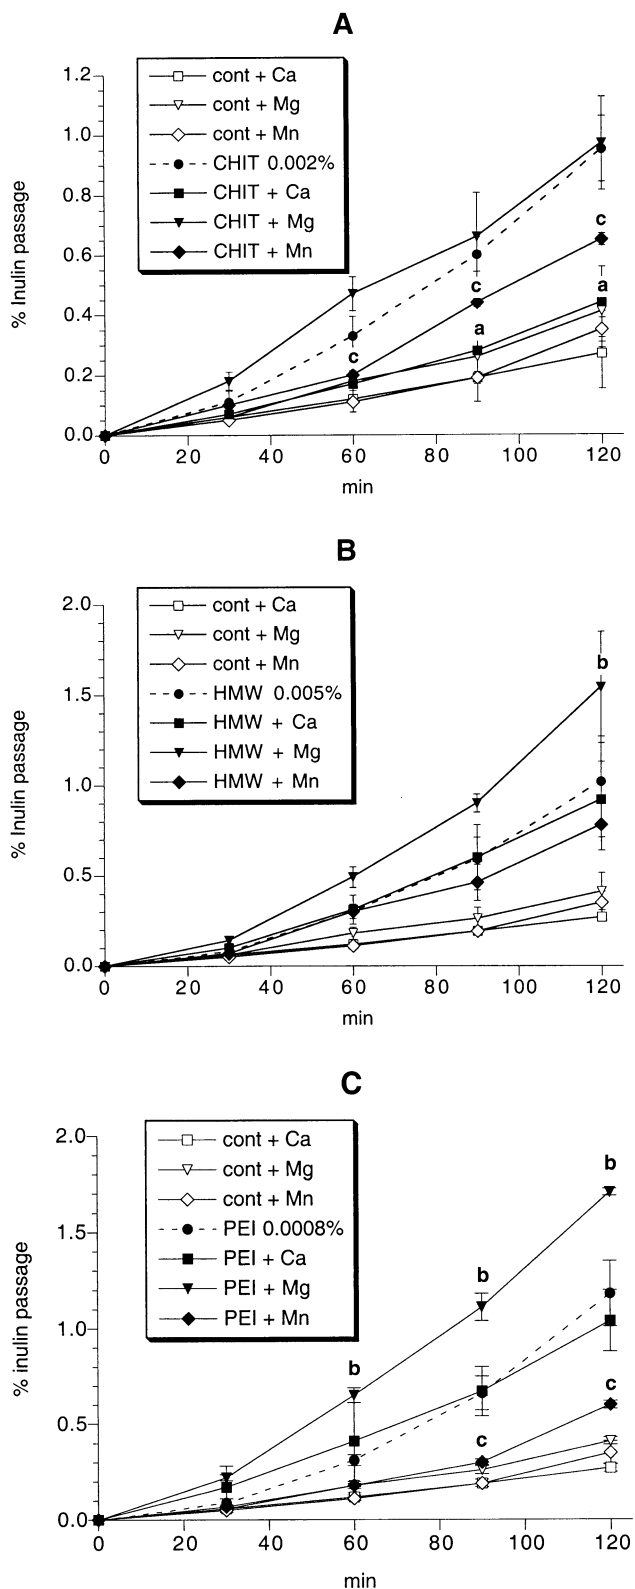 A
1.2
cont + Ca
cont + Mg
1.0
cont + Mn
CHIT 0.002%
0.8
CHIT + Ca
CHIT + Mg
c
CHIT + Mn
0.6
c
a
0.4
a
c
0.2
0.0
0 20 40 60 80 100 120
min
% Inulin passage
B
2.0
cont + Ca
cont + Mg
cont + Mn
b
HMW 0.005%
1.5
HMW + Ca
HMW + Mg
HMW + Mn
1.0
0.5
0.0
0 20 40 60 80 100 120
min
% Inulin passage
C
2.0
cont + Ca
cont + Mg
b
cont + Mn
1.5
PEI 0.0008%
PEI + Ca
b
PEI + Mg
PEI + Mn
1.0
b
c
0.5
c
0.0
0 20 40 60 80 100 120
min
% inulin passage